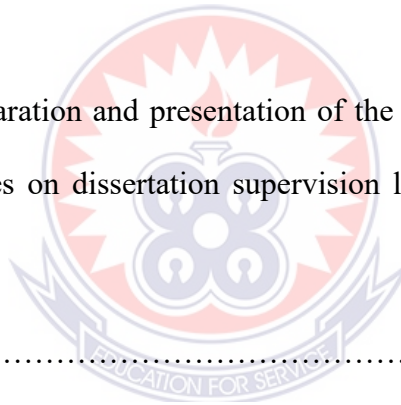 aration and presentation of the
es on dissertation supervision l
........................................
EDUCATION FOR SERVICE